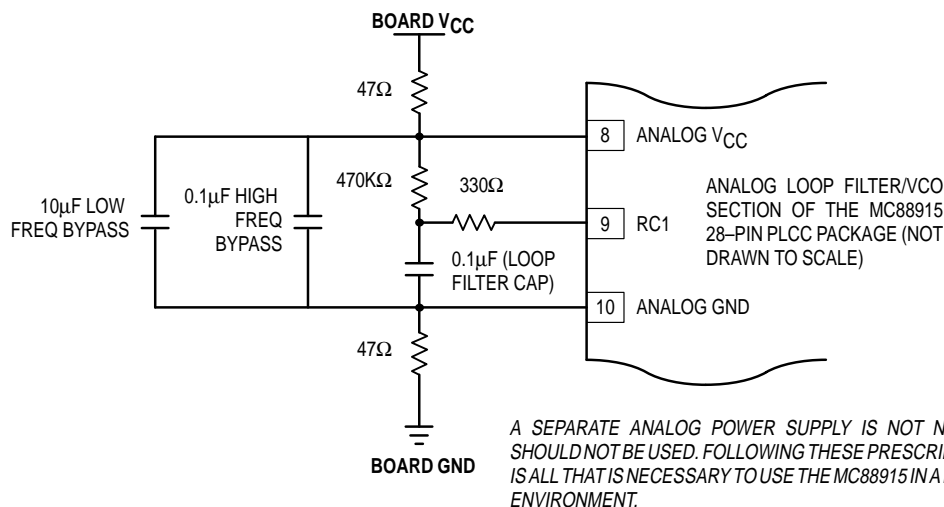 BOARD VCC
47Ω
8 ANALOG VCC
470KΩ
330Ω
10µF LOW
FREQ BYPASS
0.1µF HIGH
FREQ
BYPASS
9 RC1
ANALOG LOOP FILTER/VCO
SECTION OF THE MC88915
28–PIN PLCC PACKAGE (NOT
DRAWN TO SCALE)
0.1µF (LOOP
FILTER CAP)
10 ANALOG GND
47Ω
BOARD GND
A SEPARATE ANALOG POWER SUPPLY IS NOT
SHOULD NOT BE USED. FOLLOWING THESE
IS ALL THAT IS NECESSARY TO USE THE MC88915 IN A
ENVIRONMENT.